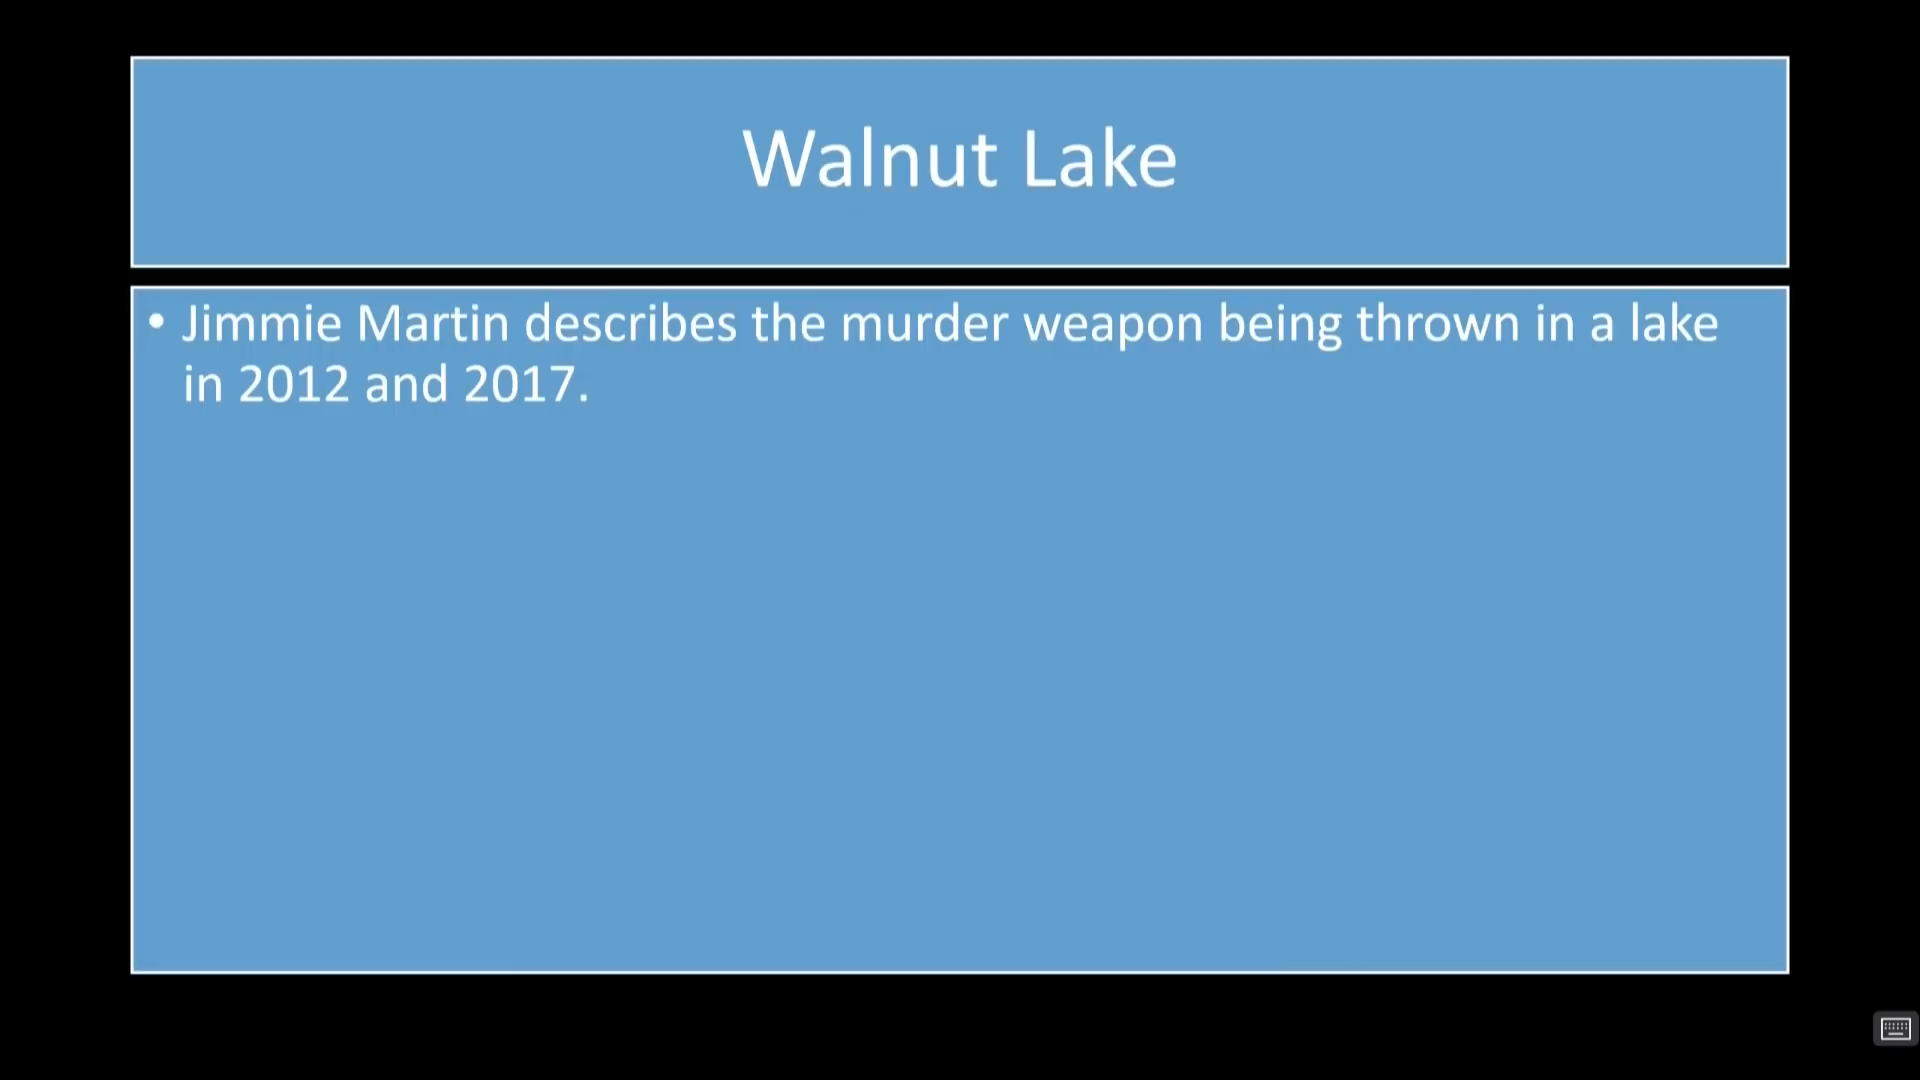 Walnut Lake
• Jimmie Martin describes the murder weapon being thrown in a lake
in 2012 and 2017.